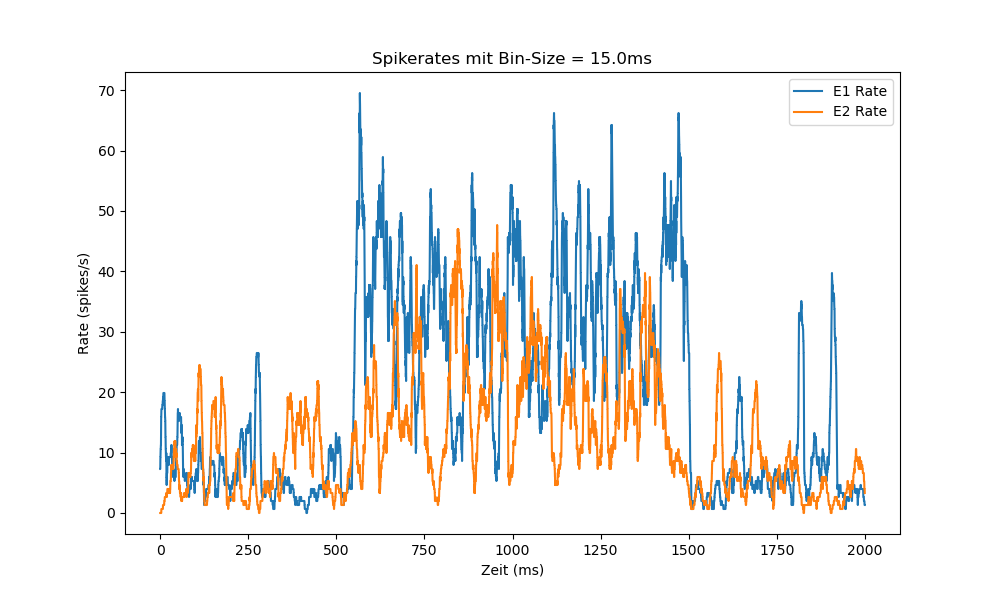 Spikerates mit Bin-Size = 15.0ms
E1 Rate
E2 Rate
Rate (spikes/s)
70
60
50
40
30
20
10
0
0 250 500 750 1000 1250 1500 1750 2000
Zeit (ms)